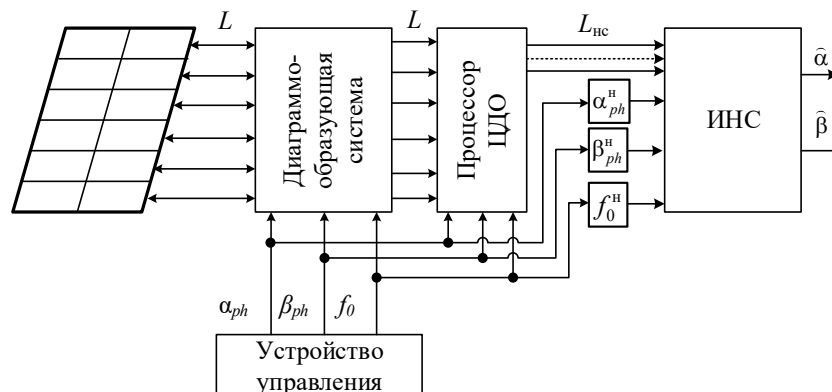 L
L
Lнс
Диаграммо-
образующая
система
Процессор
ЦДО
αнph
βнph
fн0
ИНС
α̂
β̂
αph
βph
f0
Устройство
управления